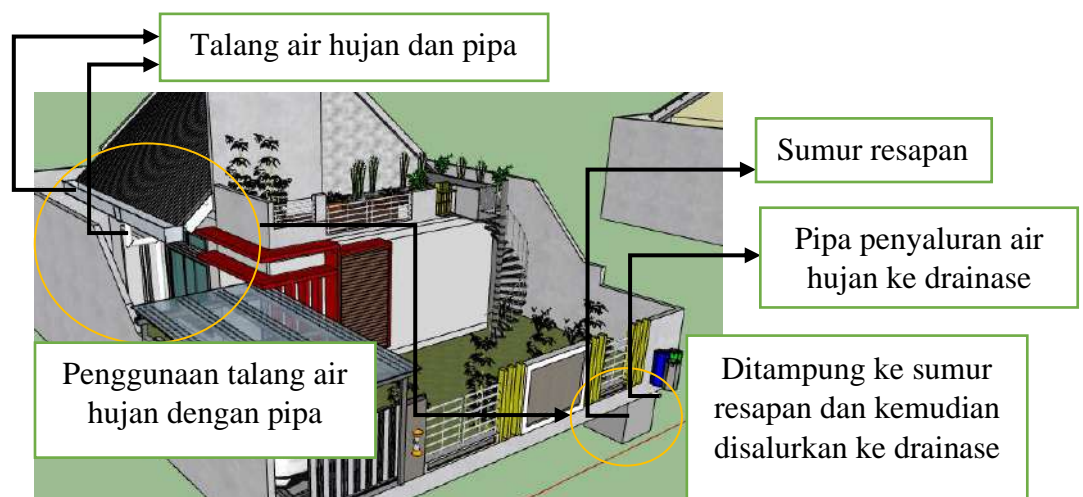 Talang air hujan dan pipa
Sumur resapan
Pipa penyaluran air
hujan ke drainase
Penggunaan talang air
hujan dengan pipa
Ditampung ke sumur
resapan dan kemudian
disalurkan ke drainase